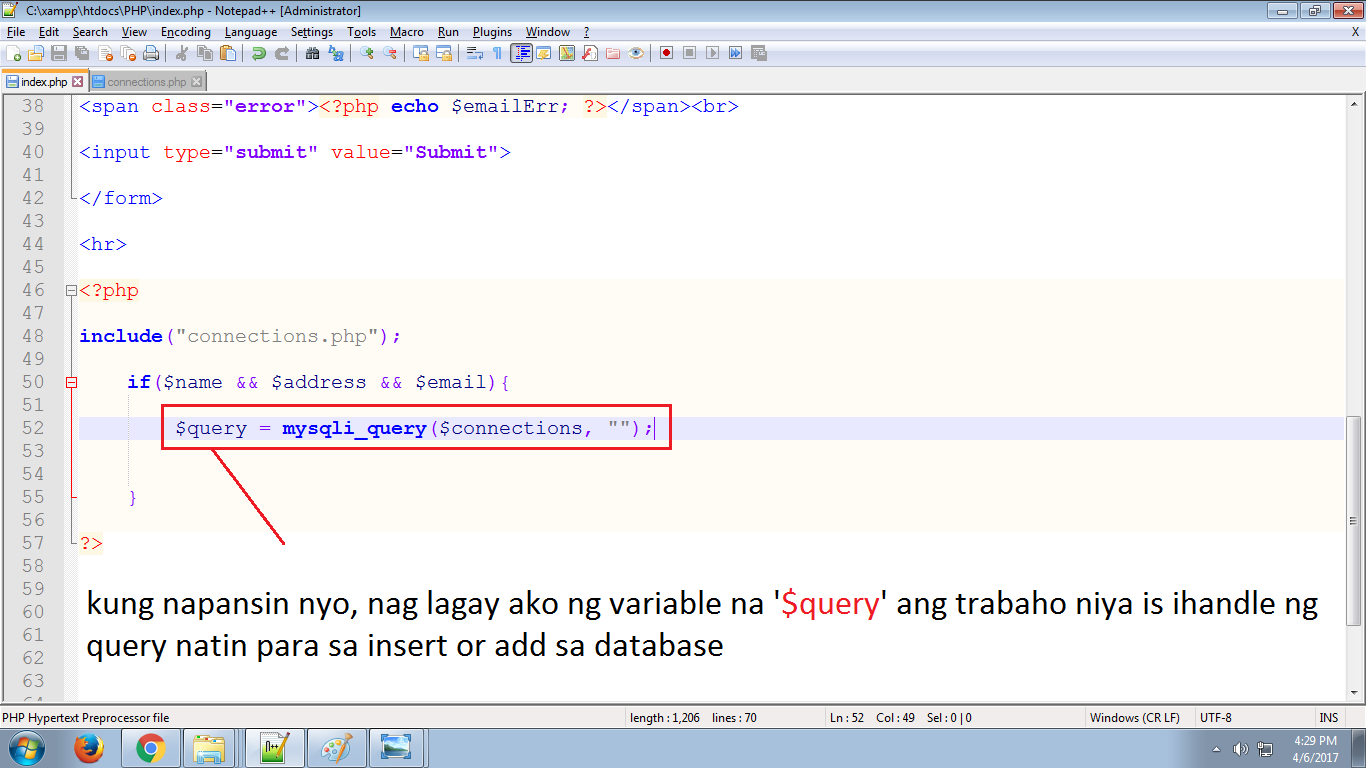 C:\xampp\htdocs\PHP\index.php - Notepad++ [Administrator]
File Edit Search View Encoding Language Settings Tools Macro Run Plugins Window ? X
index.php connections.php
38 <span class="error"><?php echo $emailErr; ?></span><br>
39
40 <input type="submit" value="Submit">
41
42 </form>
43
44 <hr>
45
46 <?php
47
48 include("connections.php");
49
50 if($name && $address && $email){
51
52 $query = mysqli_query($connections, "");
53
54
55 }
56
57 ?>
58
59
60
61
62
63
kung napansin nyo, nag lagay ako ng variable na '$query' ang trabaho niya is ihandle ng
query natin para sa insert or add sa database
PHP Hypertext Preprocessor file length : 1,206 lines : 70 Ln : 52 Col : 49 Sel : 0 | 0 Windows (CR LF) UTF-8 INS
4:29 PM
4/6/2017